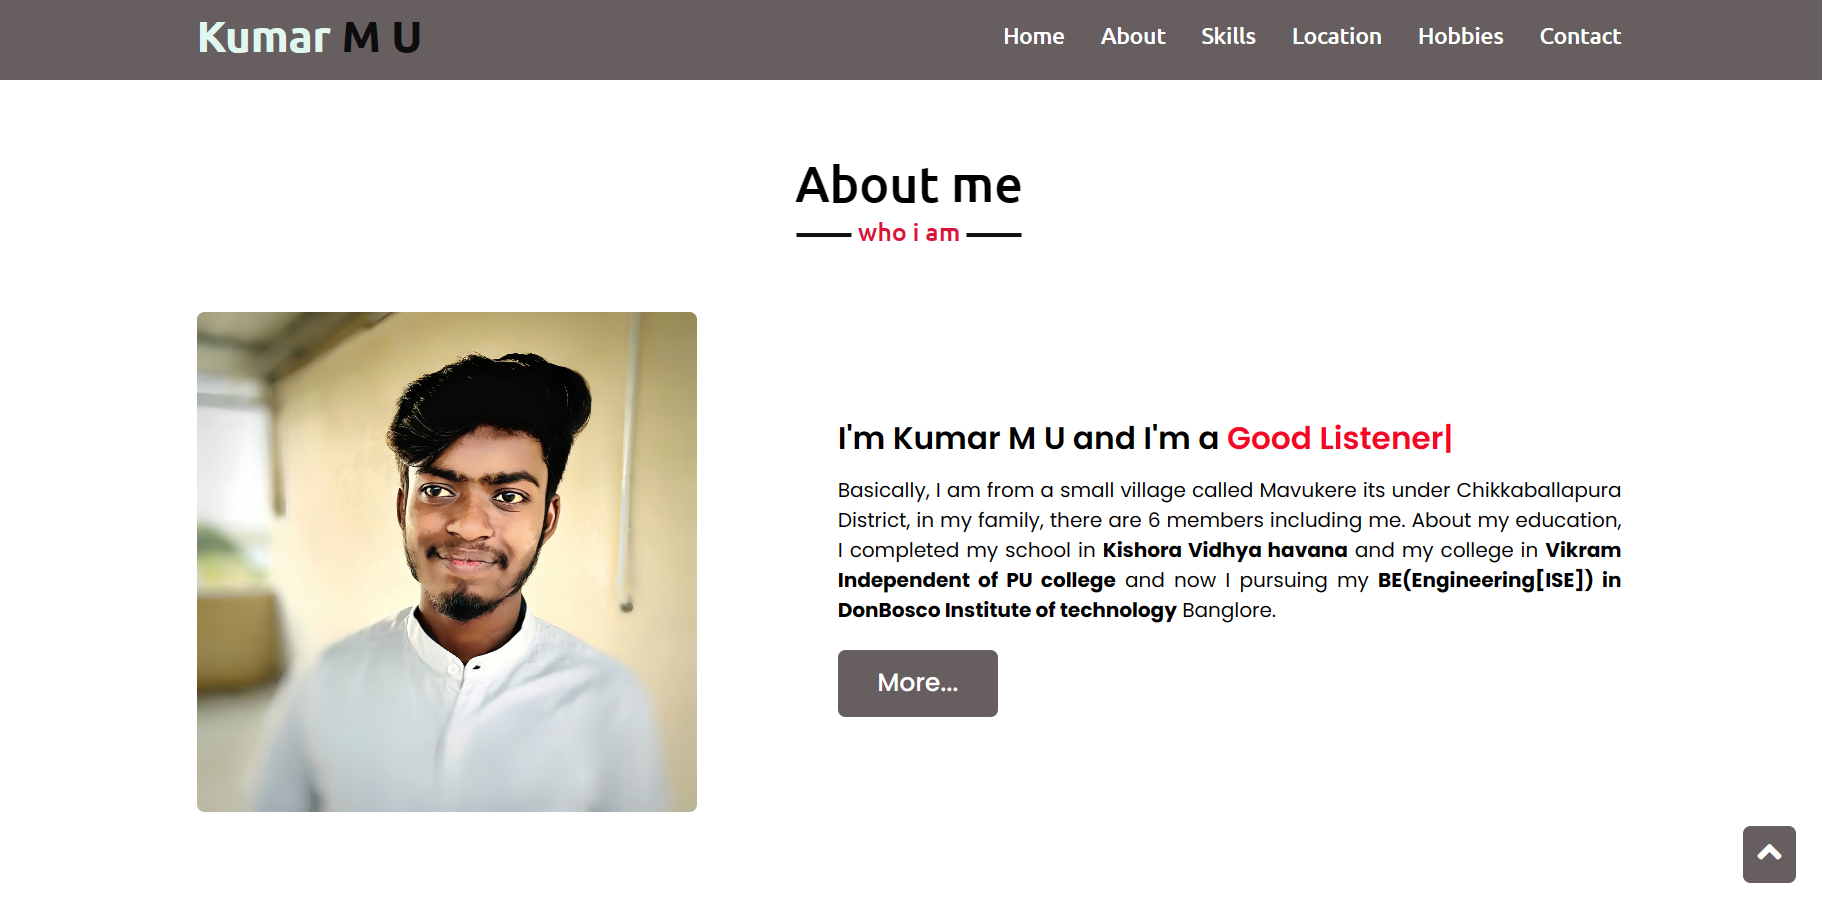 Kumar M U
Home About Skills Location Hobbies Contact
About me
who i am
I'm Kumar M U and I'm a Good Listener|
Basically, I am from a small village called Mavukere its under Chikkaballapura
District, in my family, there are 6 members including me. About my education,
I completed my school in Kishora Vidhya havana and my college in Vikram
Independent of PU college and now I pursuing my BE(Engineering[ISE]) in
DonBosco Institute of technology Banglore.
More...